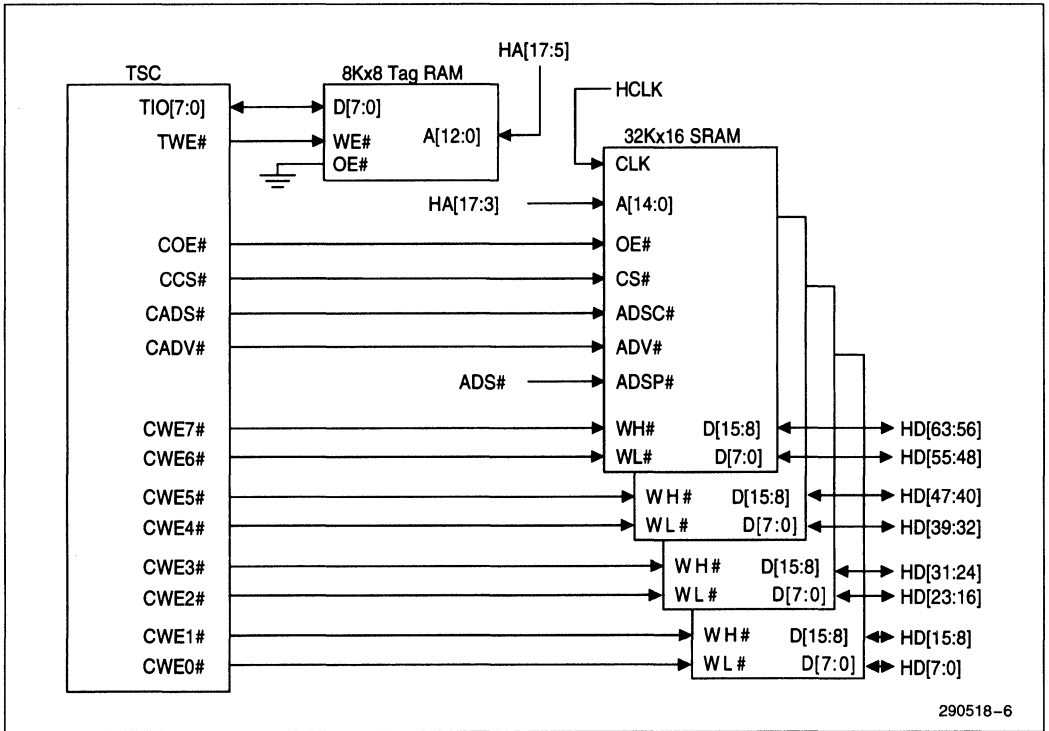 HA[17:5]
TSC
8Kx8 Tag RAM
HCLK
TIO[7:0]
D[7:0]
TWE#
WE#
A[12:0]
OE#
32Kx16 SRAM
CLK
HA[17:3]
A[14:0]
COE#
OE#
CCS#
CS#
CADS#
ADSC#
CADV#
ADV#
ADS#
ADSP#
CWE7#
WH#
D[15:8]
HD[63:56]
CWE6#
WL#
D[7:0]
HD[55:48]
CWE5#
WH#
D[15:8]
HD[47:40]
CWE4#
WL#
D[7:0]
HD[39:32]
CWE3#
WH#
D[15:8]
HD[31:24]
CWE2#
WL#
D[7:0]
HD[23:16]
CWE1#
WH#
D[15:8]
HD[15:8]
CWE0#
WL#
D[7:0]
HD[7:0]
290518-6